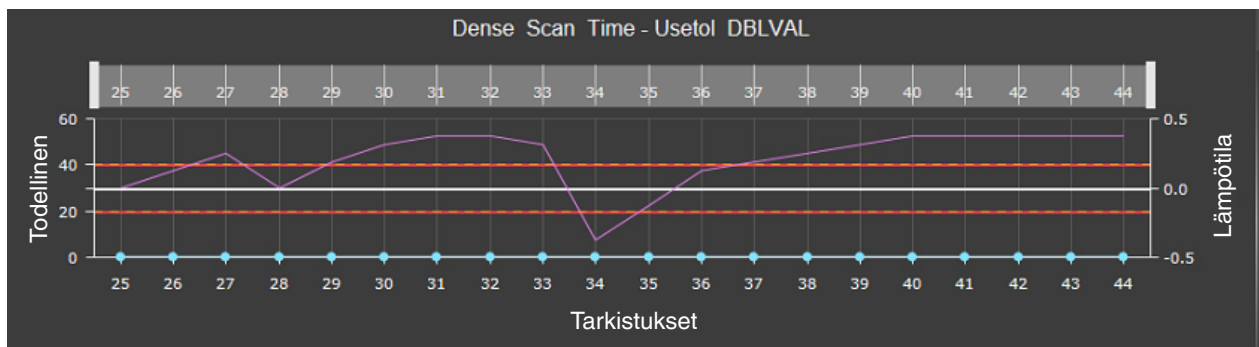 Dense Scan Time - Usetol DBLVAL
25 26 27 28 29 30 31 32 33 34 35 36 37 38 39 40 41 42 43 44
60 0.5
40
0.0
20
0 -0.5
Todellinen
Lämpötila
25 26 27 28 29 30 31 32 33 34 35 36 37 38 39 40 41 42 43 44
Tarkistukset